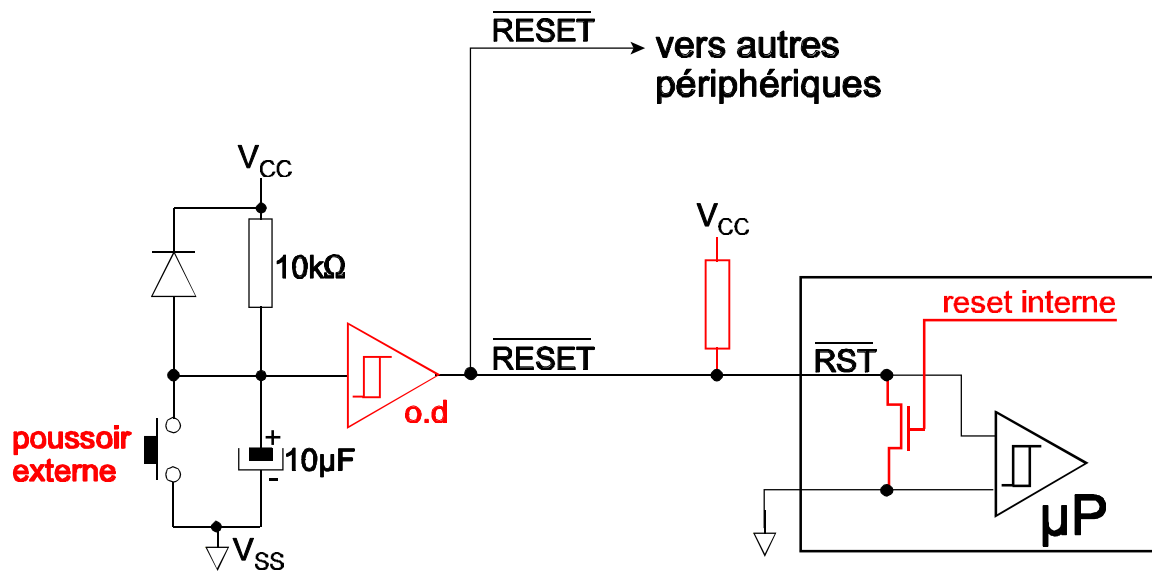 RESET
vers autres
périphériques
VCC
10kΩ
VCC
reset interne
RESET
RST
o.d
poussoir
externe
+
10µF
-
µP
VSS